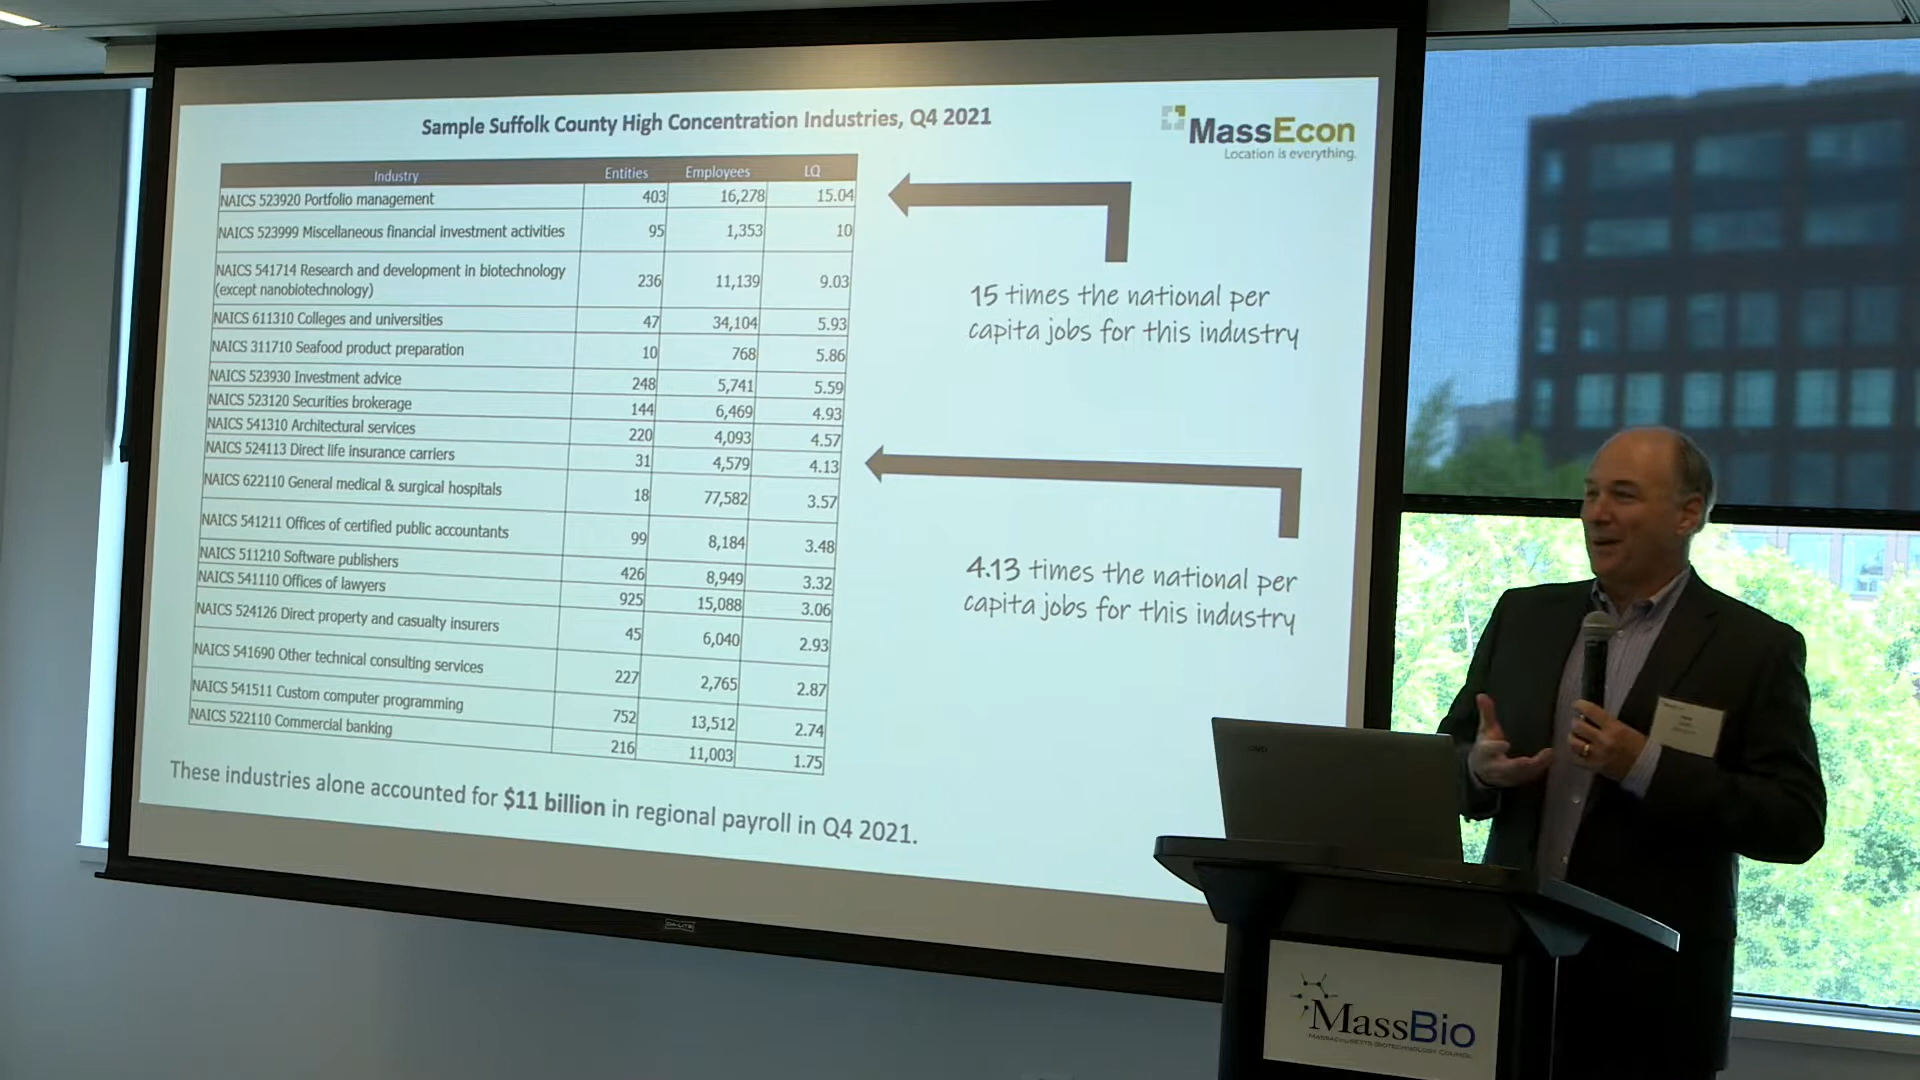 Sample Suffolk County High Concentration Industries, Q4 2021
MassEcon
Location is everything.
Industry Entities Employees LQ
NAICS 523920 Portfolio management 403 16,278 15.04
NAICS 523999 Miscellaneous financial investment activities 95 1,353 10
NAICS 541714 Research and development in biotechnology
(except nanobiotechnology) 236 11,139 9.03
NAICS 611310 Colleges and universities 47 34,104 5.93
NAICS 311710 Seafood product preparation 10 768 5.86
NAICS 523930 Investment advice 248 5,741 5.59
NAICS 523120 Securities brokerage 144 6,469 4.93
NAICS 541310 Architectural services 220 4,093 4.57
NAICS 524113 Direct life insurance carriers 31 4,579 4.13
NAICS 622110 General medical & surgical hospitals 18 77,582 3.57
NAICS 541211 Offices of certified public accountants 99 8,184 3.48
NAICS 511210 Software publishers 426 8,949 3.32
NAICS 541110 Offices of lawyers 925 15,088 3.06
NAICS 524126 Direct property and casualty insurers 45 6,040 2.93
NAICS 541690 Other technical consulting services 227 2,765 2.87
NAICS 541511 Custom computer programming 752 13,512 2.74
NAICS 522110 Commercial banking 216 11,003 1.75
15 times the national per
capita jobs for this industry
4.13 times the national per
capita jobs for this industry
These industries alone accounted for $11 billion in regional payroll in Q4 2021.
DA-LITE
MassBio
MASSACHUSETTS BIOTECHNOLOGY COUNCIL